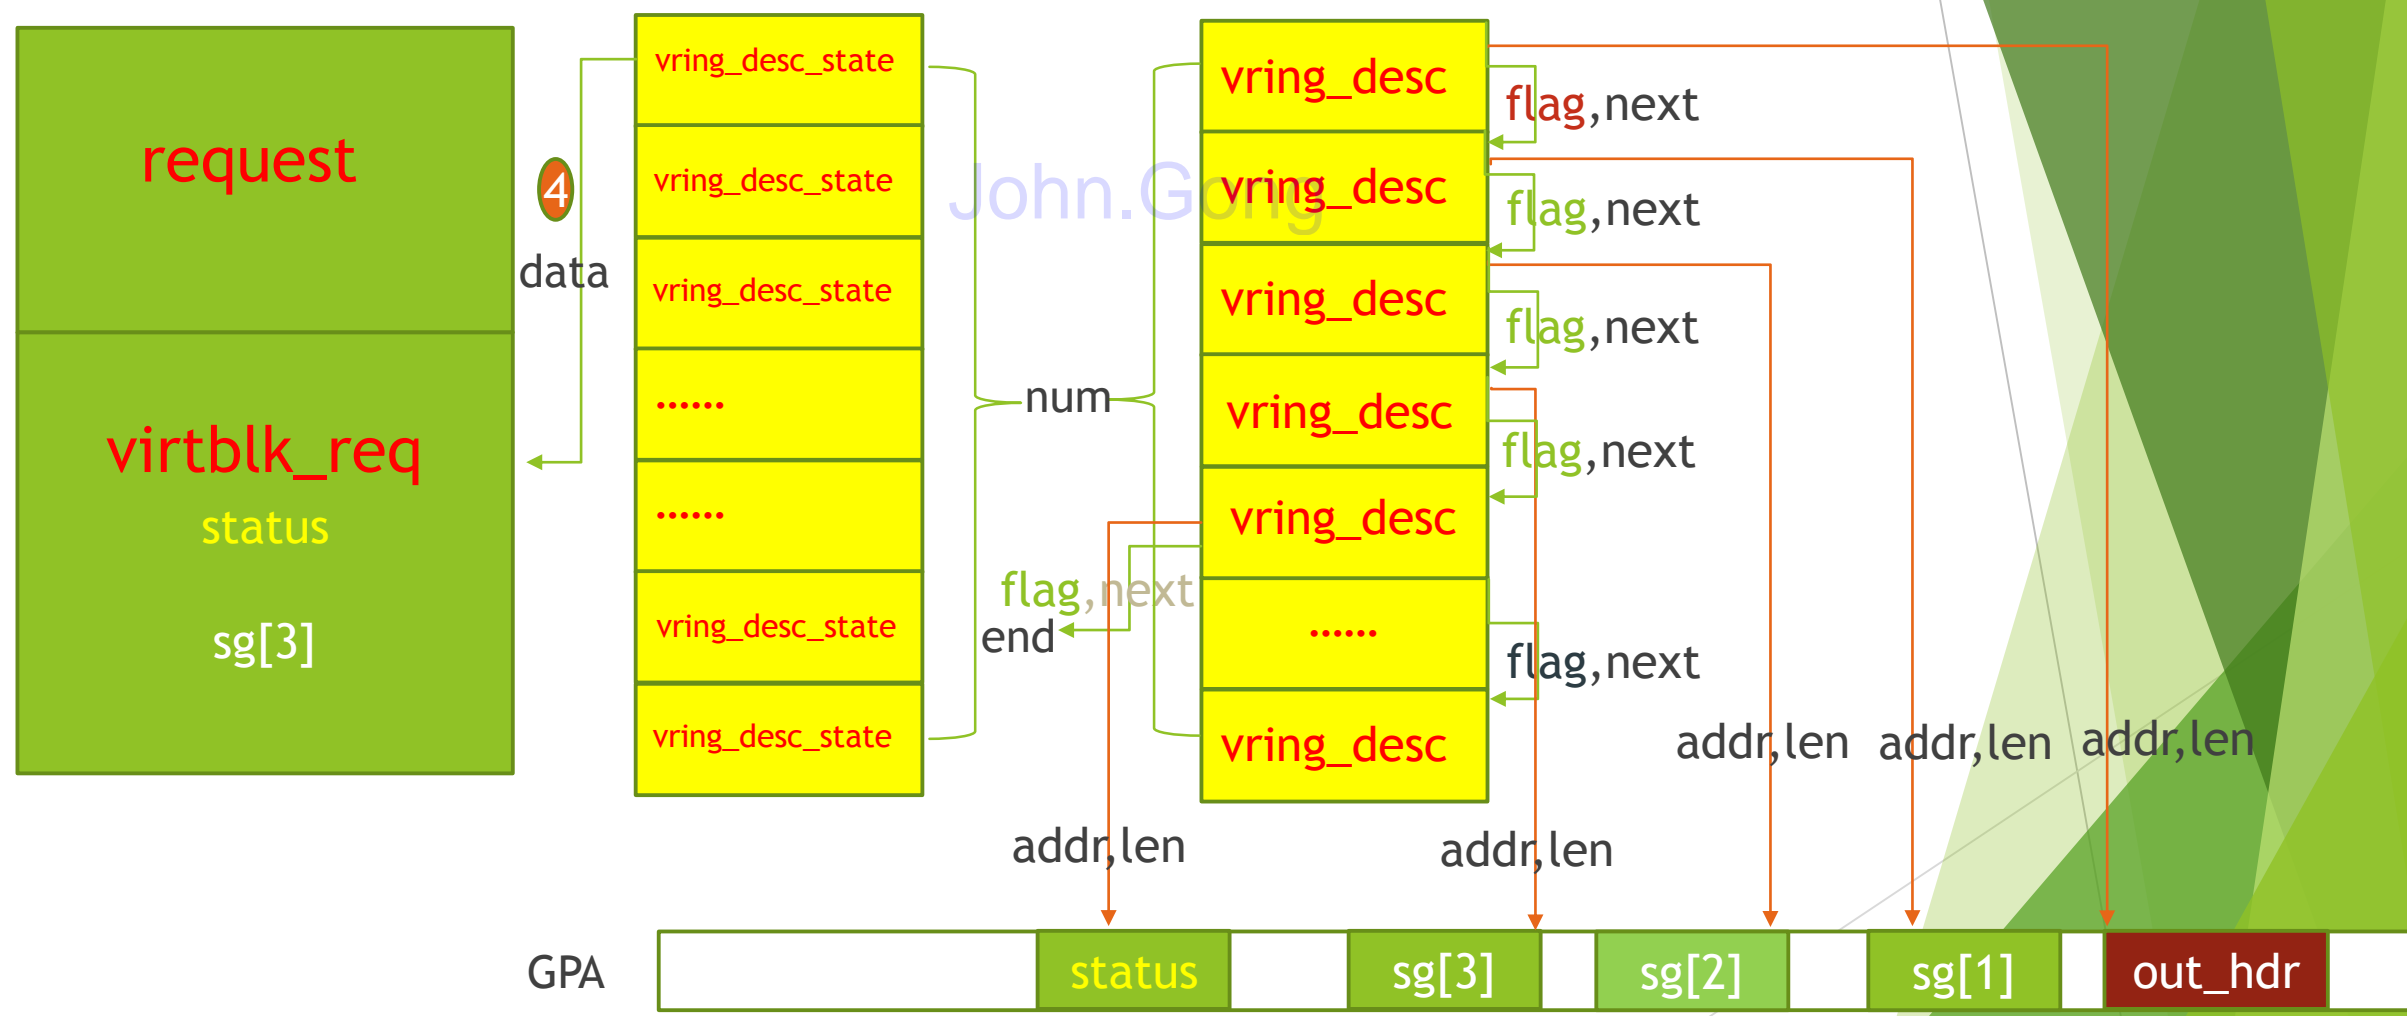 request
virtblk_req
status
sg[3]
4
data
vring_desc_state
vring_desc_state
vring_desc_state
......
......
vring_desc_state
vring_desc_state
John.Gong
num
flag,next
end
vring_desc
vring_desc
vring_desc
vring_desc
vring_desc
......
vring_desc
flag,next
flag,next
flag,next
flag,next
flag,next
addr,len
addr,len
addr,len
addr,len
addr,len
GPA
status
sg[3]
sg[2]
sg[1]
out_hdr